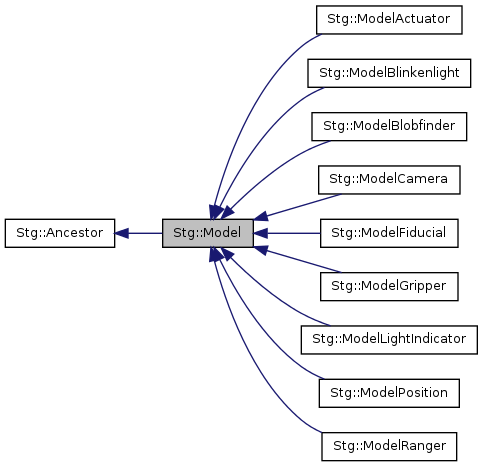 Stg::ModelActuator
Stg::ModelBlinkenlight
Stg::ModelBlobfinder
Stg::ModelCamera
Stg::Ancestor
Stg::Model
Stg::ModelFiducial
Stg::ModelGripper
Stg::ModelLightIndicator
Stg::ModelPosition
Stg::ModelRanger